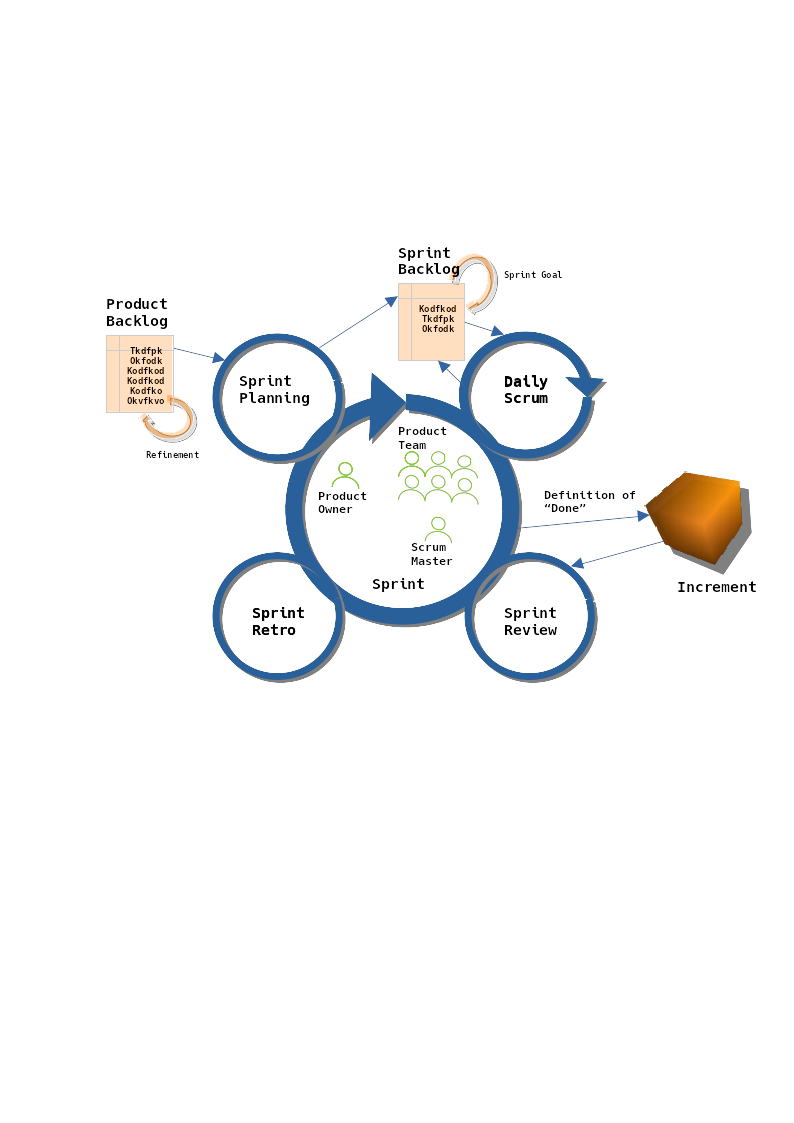 Sprint
Backlog
Sprint Goal
Kodfkod
Tkdfpk
Okfodk
Product
Backlog
Tkdfpk
Okfodk
Kodfkod
Kodfkod
Kodfko
Okvfkvo
Refinement
Sprint
Planning
Daily
Scrum
Product
Team
Product
Owner
Scrum
Master
Sprint
Definition of
“Done”
Increment
Sprint
Retro
Sprint
Review